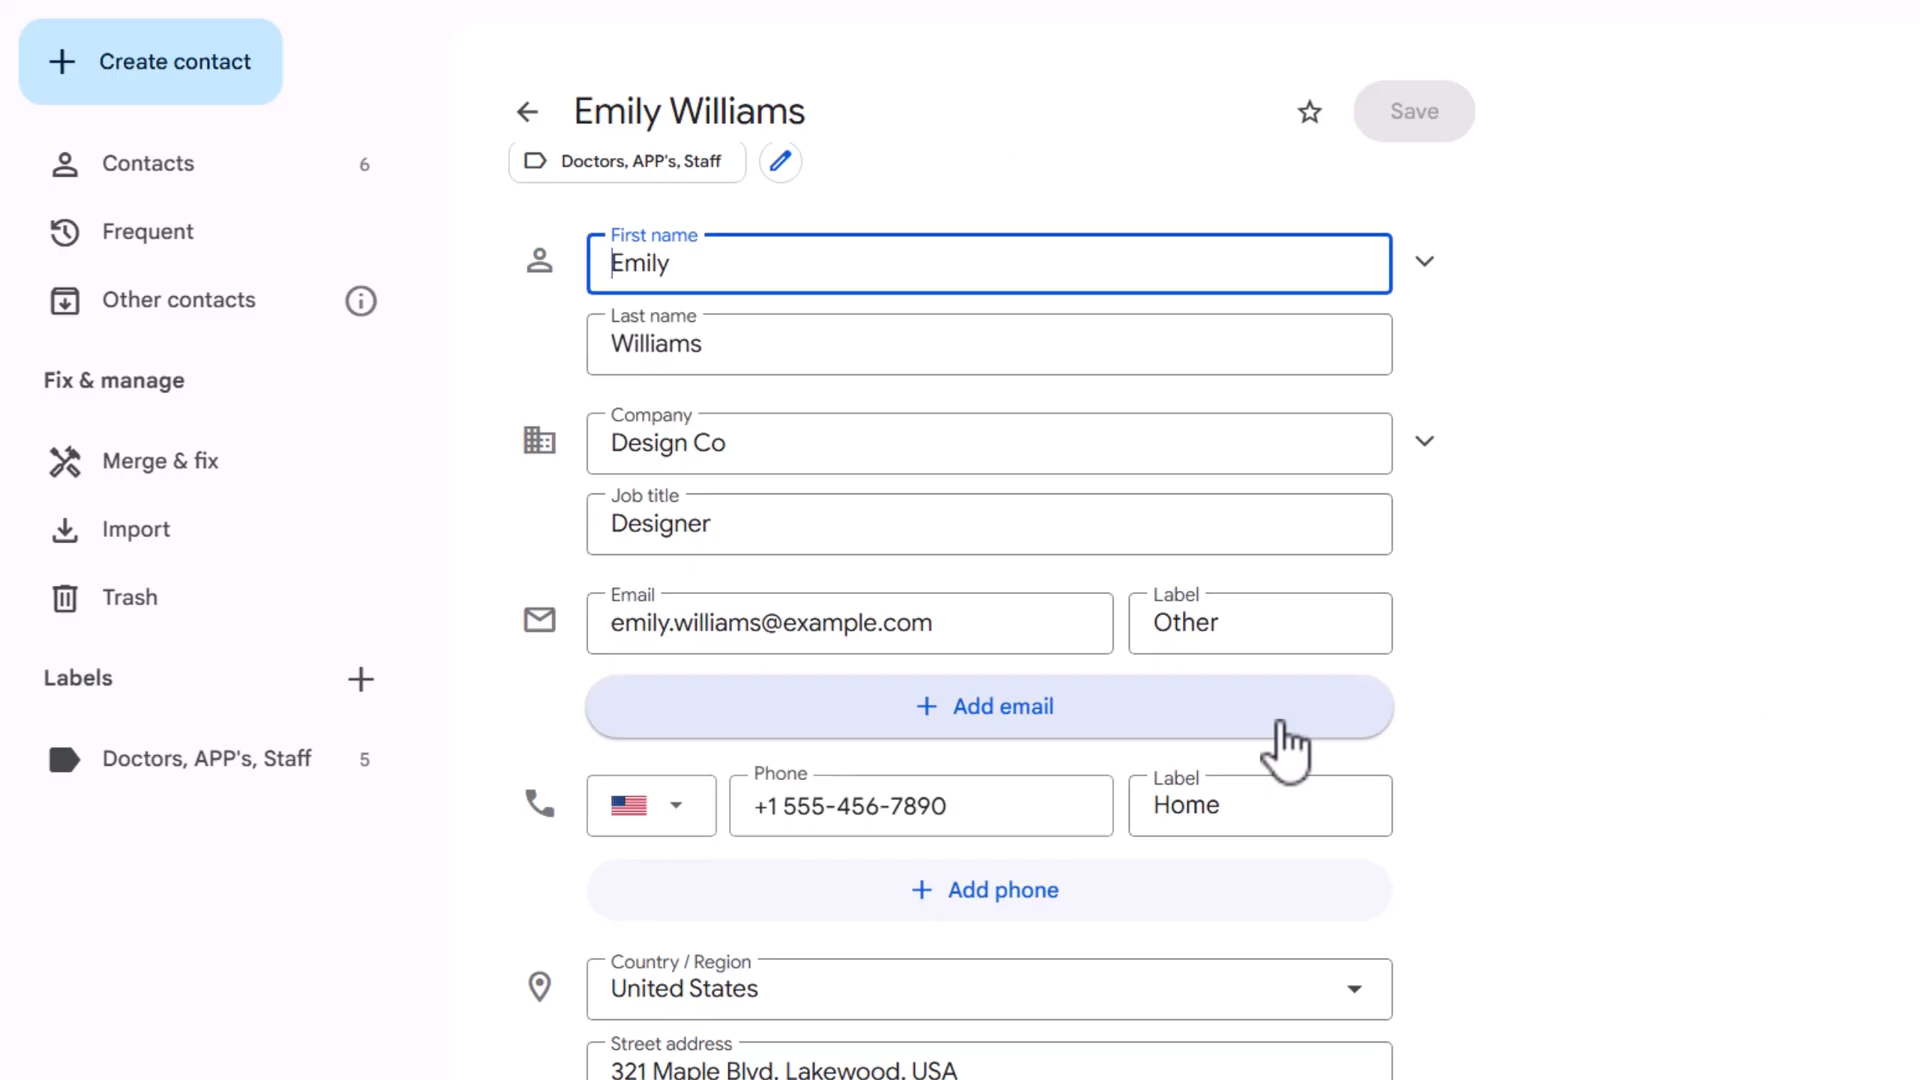 Create contact
Contacts 6
Frequent
Other contacts
Fix & manage
Merge & fix
Import
Trash
Labels
Doctors, APP's, Staff 5
Emily Williams
Save
Doctors, APP's, Staff
First name
Emily
Last name
Williams
Company
Design Co
Job title
Designer
Email
emily.williams@example.com
Label
Other
Add email
Phone
+1 555-456-7890
Label
Home
Add phone
Country / Region
United States
Street address
321 Maple Blvd, Lakewood, USA